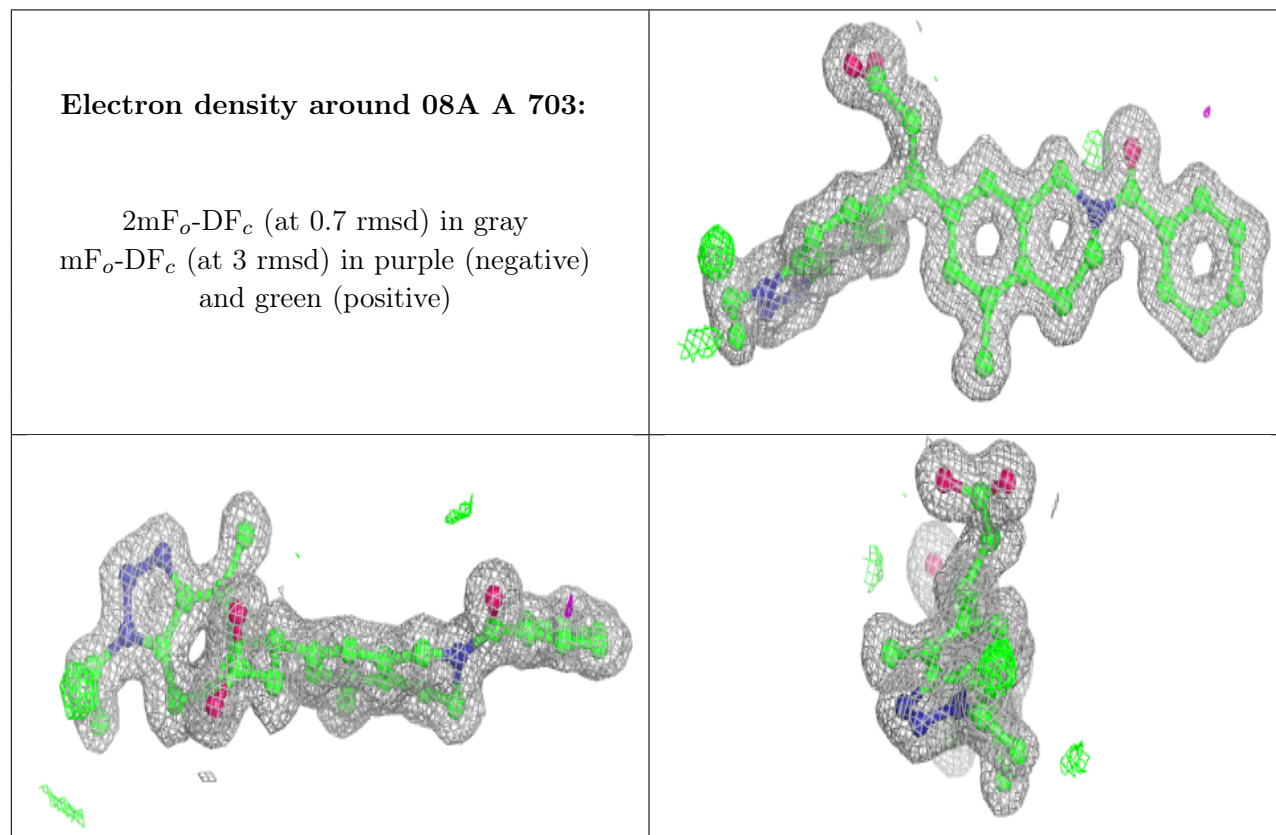 Electron density around 08A A 703:
2mFo-DFc (at 0.7 rmsd) in gray
mFo-DFc (at 3 rmsd) in purple (negative)
and green (positive)